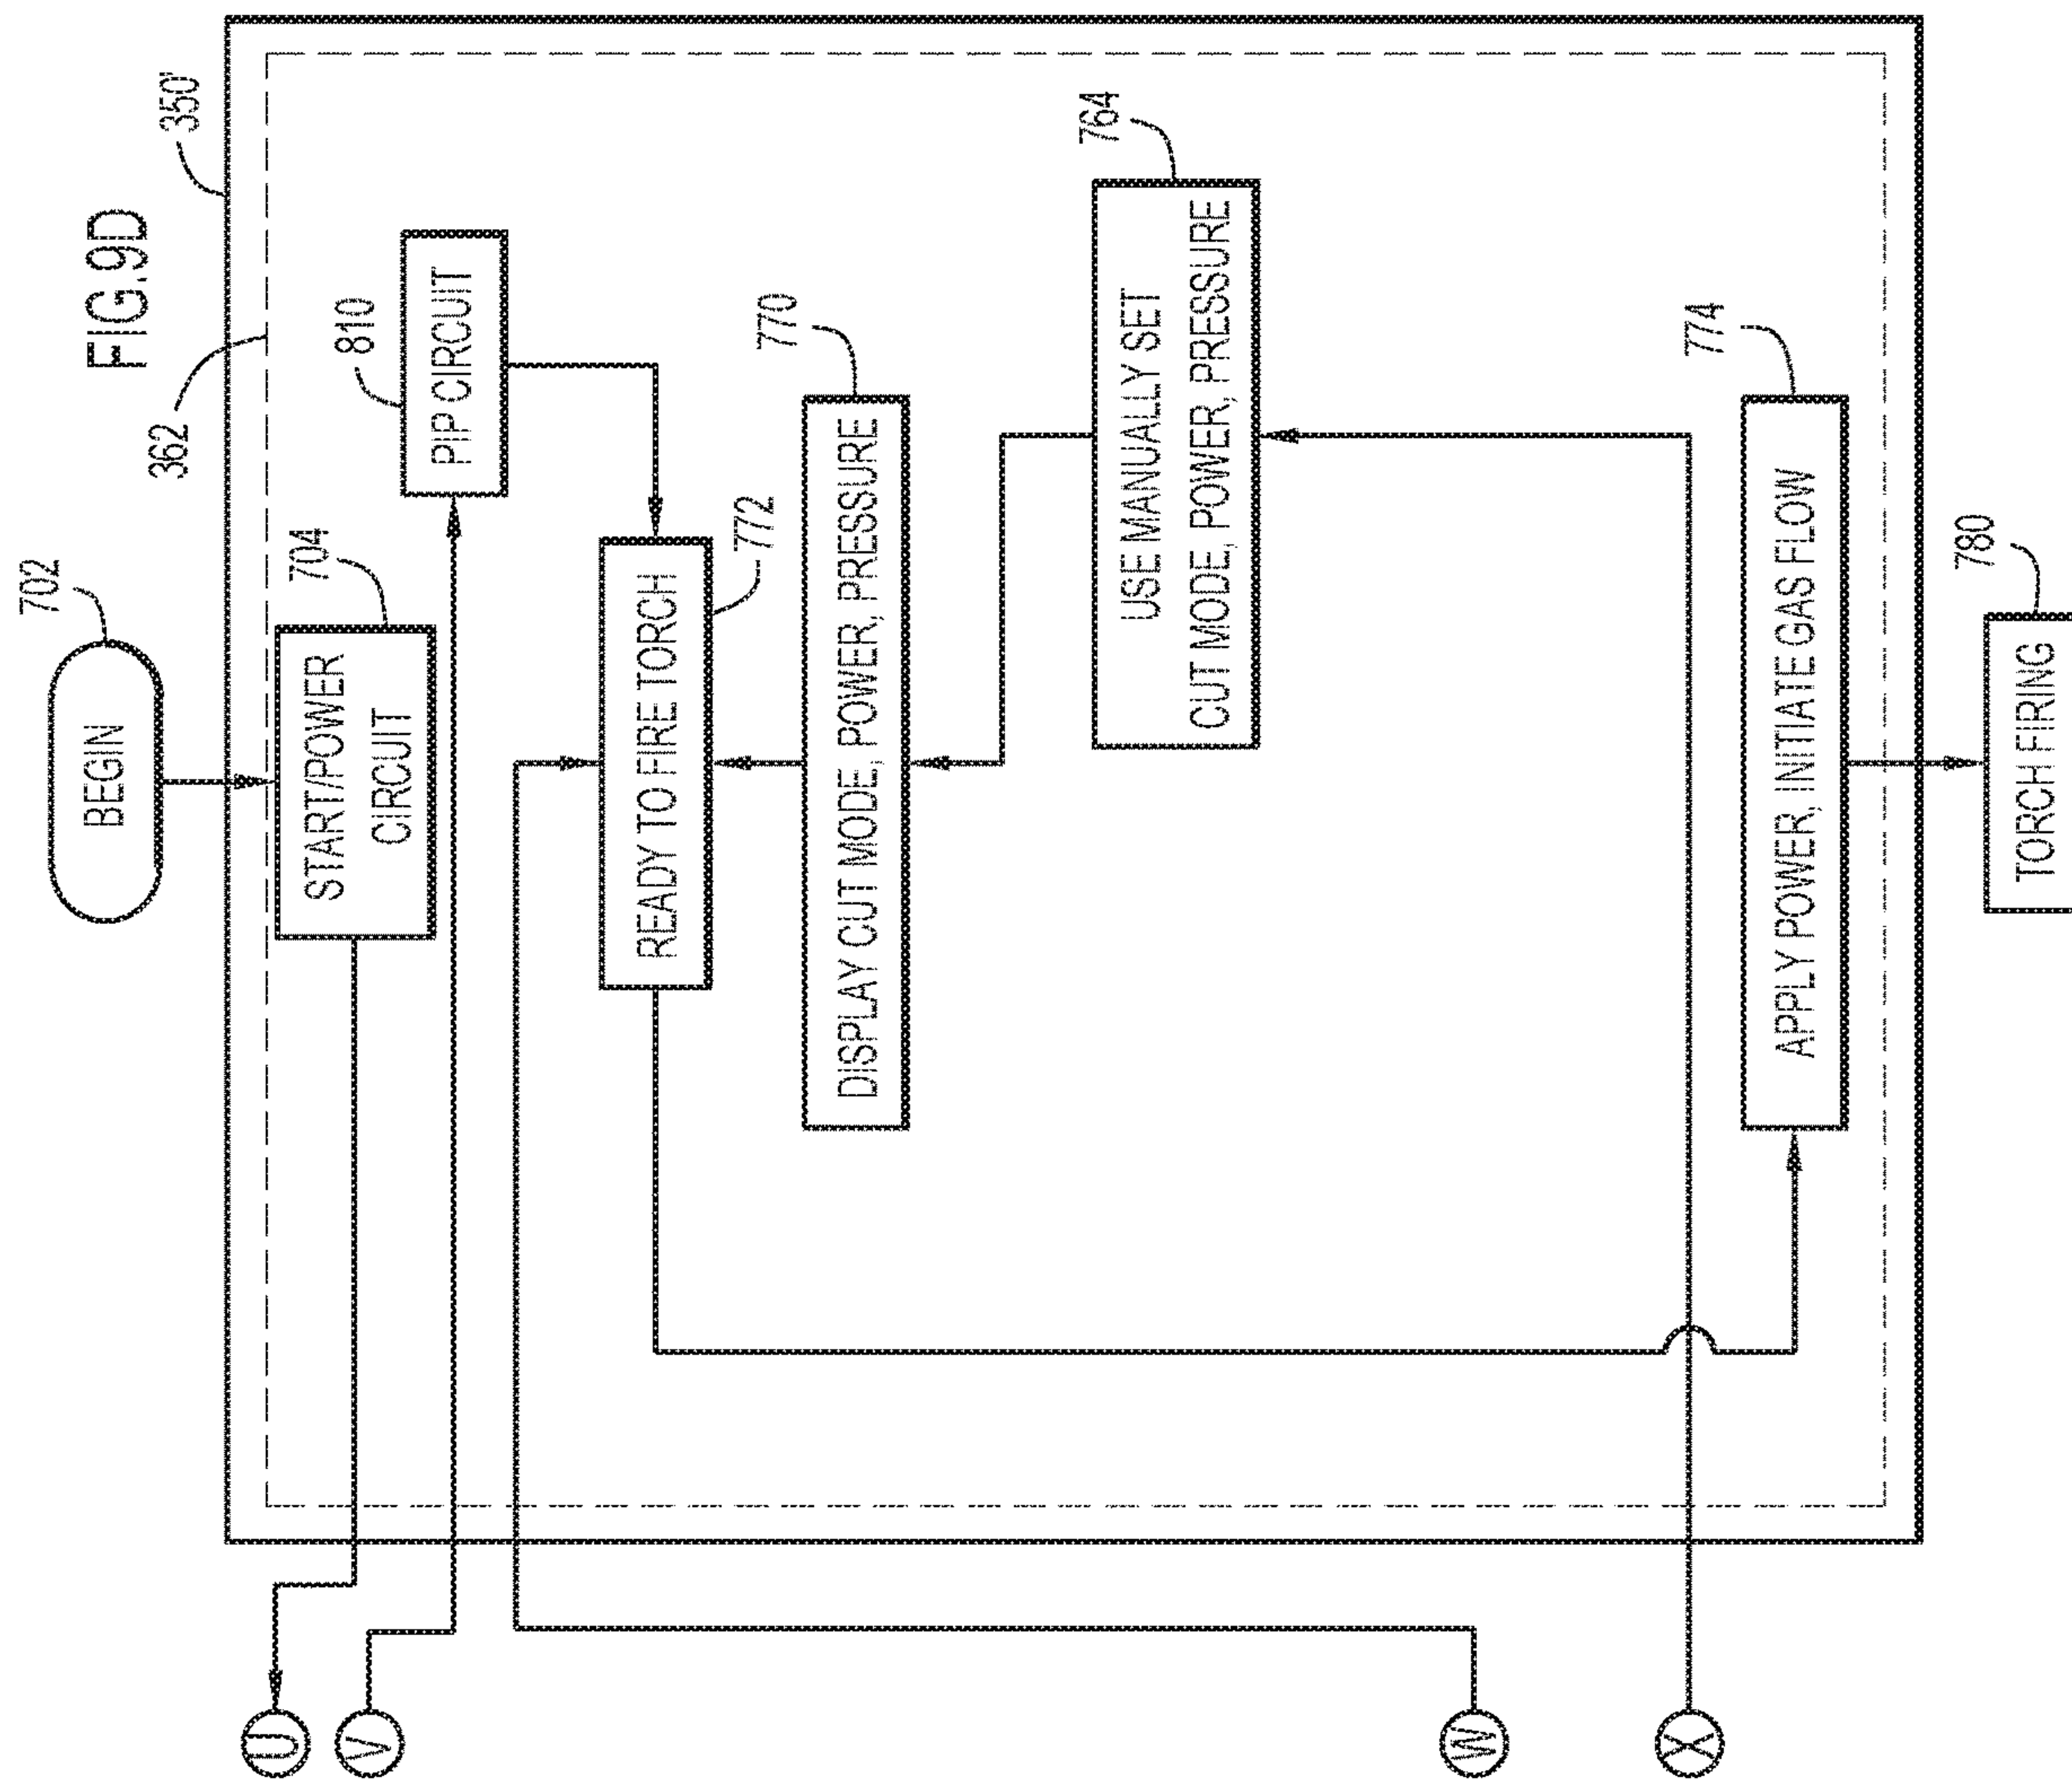 FIG.9D
702
BEGIN
350'
362
704
START/POWER
CIRCUIT
810
PIP CIRCUIT
772
READY TO FIRE TORCH
770
DISPLAY CUT MODE, POWER, PRESSURE
764
USE MANUALLY SET
CUT MODE, POWER, PRESSURE
774
APPLY POWER, INITIATE GAS FLOW
780
TORCH FIRING
U
V
W
X